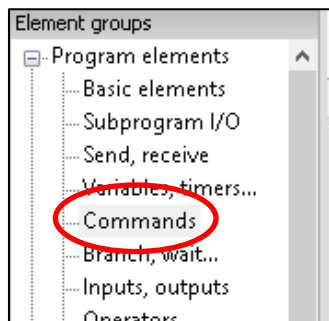 Element groups
Program elements
Basic elements
Subprogram I/O
Send, receive
Variables, timers...
Commands
Branch, wait...
Inputs, outputs
Operators